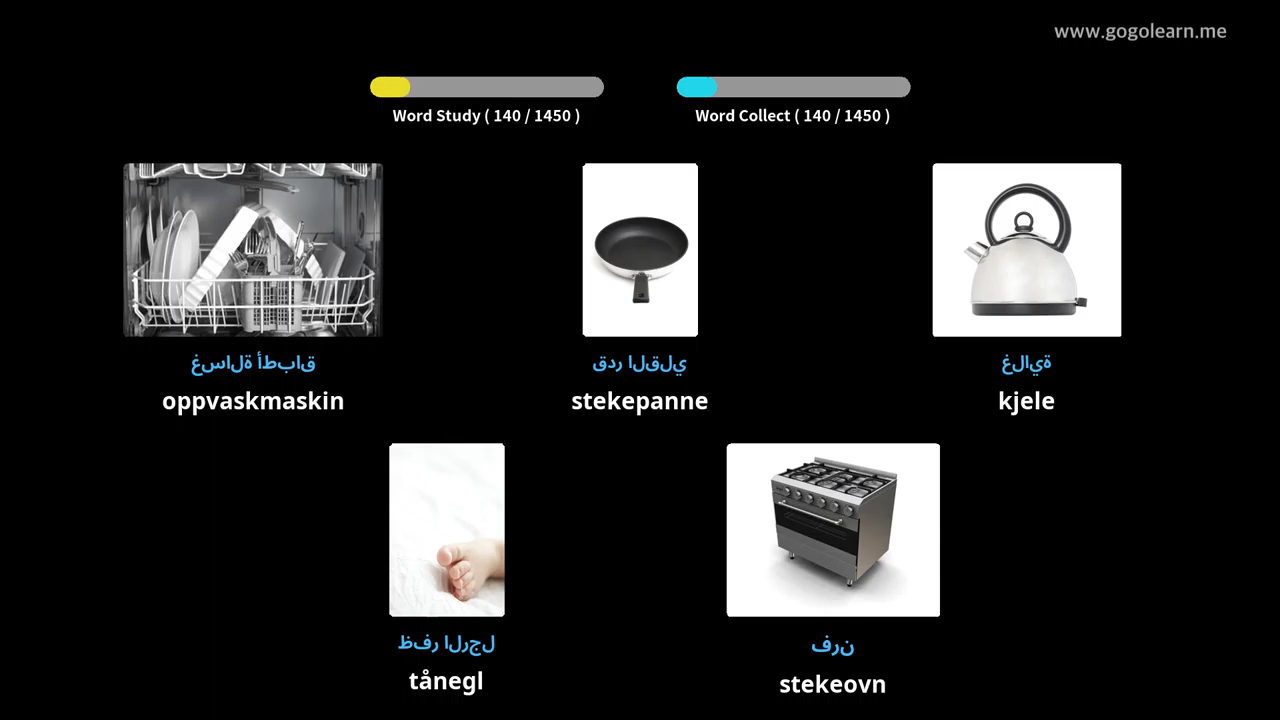 www.gogolearn.me
Word Study ( 140 / 1450 )
Word Collect ( 140 / 1450 )
غسالة أطباق
oppvaskmaskin
قدر القلي
stekepanne
غلاية
kjele
ظفر الرجل
tånegl
فرن
stekeovn